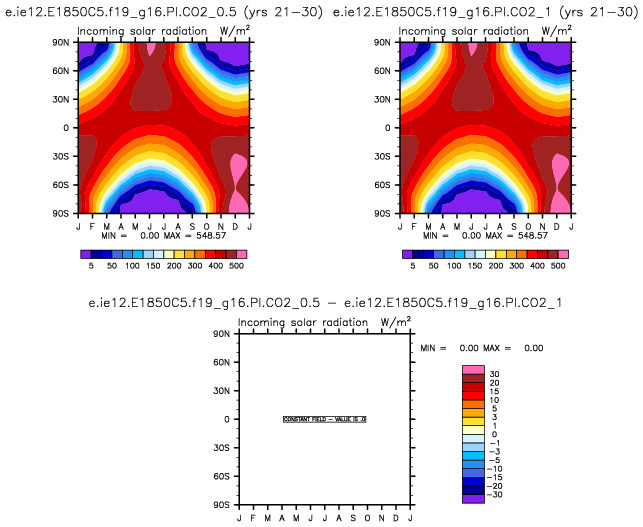 e.ie12.E1850C5.f19_g16.PI.CO2_0.5 (yrs 21-30)
e.ie12.E1850C5.f19_g16.PI.CO2_1 (yrs 21-30)
Incoming solar radiation W/m²
Incoming solar radiation W/m²
90N
60N
30N
0
30S
60S
90S
90N
60N
30N
0
30S
60S
90S
J F M A M J J A S O N D J
J F M A M J J A S O N D J
MIN = 0.00 MAX = 548.57
MIN = 0.00 MAX = 548.57
5 50 100 150 200 300 400 500
5 50 100 150 200 300 400 500
e.ie12.E1850C5.f19_g16.PI.CO2_0.5 - e.ie12.E1850C5.f19_g16.PI.CO2_1
Incoming solar radiation W/m²
MIN = 0.00 MAX = 0.00
90N
60N
30N
0
30S
60S
90S
CONSTANT FIELD - VALUE IS .0
J F M A M J J A S O N D J
30
20
15
10
5
3
1
0
-1
-3
-5
-10
-15
-20
-30